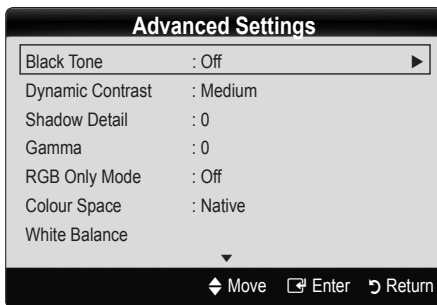 Advanced Settings
Black Tone : Off ►
Dynamic Contrast : Medium
Shadow Detail : 0
Gamma : 0
RGB Only Mode : Off
Colour Space : Native
White Balance
▼
Move Enter Return